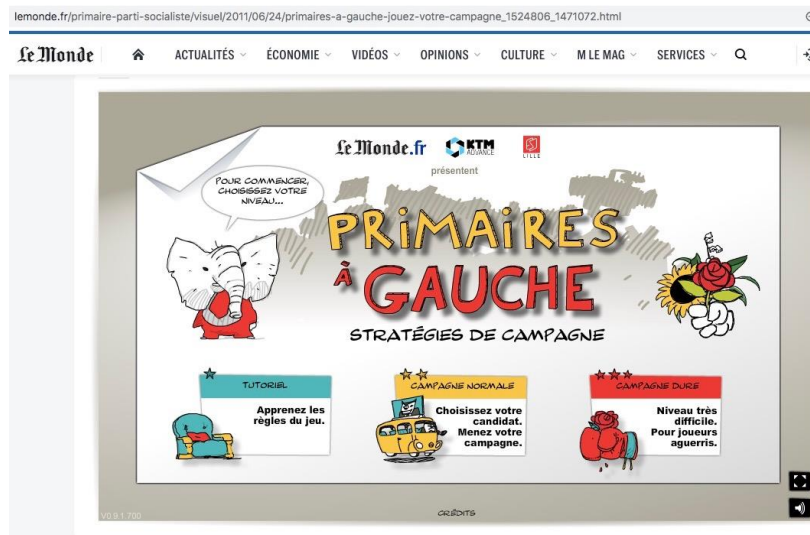 lemonde.fr/primaire-parti-socialiste/visuel/2011/06/24/primaires-a-gauche-jouez-votre-campagne_1524806_1471072.html
Le Monde ACTUALITÉS ÉCONOMIE VIDÉOS OPINIONS CULTURE M LE MAG SERVICES
Le Monde.fr KTM ADVANCE ESJ LILLE
présentent
POUR COMMENCER,
CHOISISSEZ VOTRE
NIVEAU...
PRiMAiRES
À GAUCHE
STRATÉGIES DE CAMPAGNE
TUTORIEL
Apprenez les
règles du jeu.
CAMPAGNE NORMALE
Choisissez votre
candidat.
Menez votre
campagne.
CAMPAGNE DURE
Niveau très
difficile.
Pour joueurs
aguerris.
V0.9.1.700
CRÉDITS